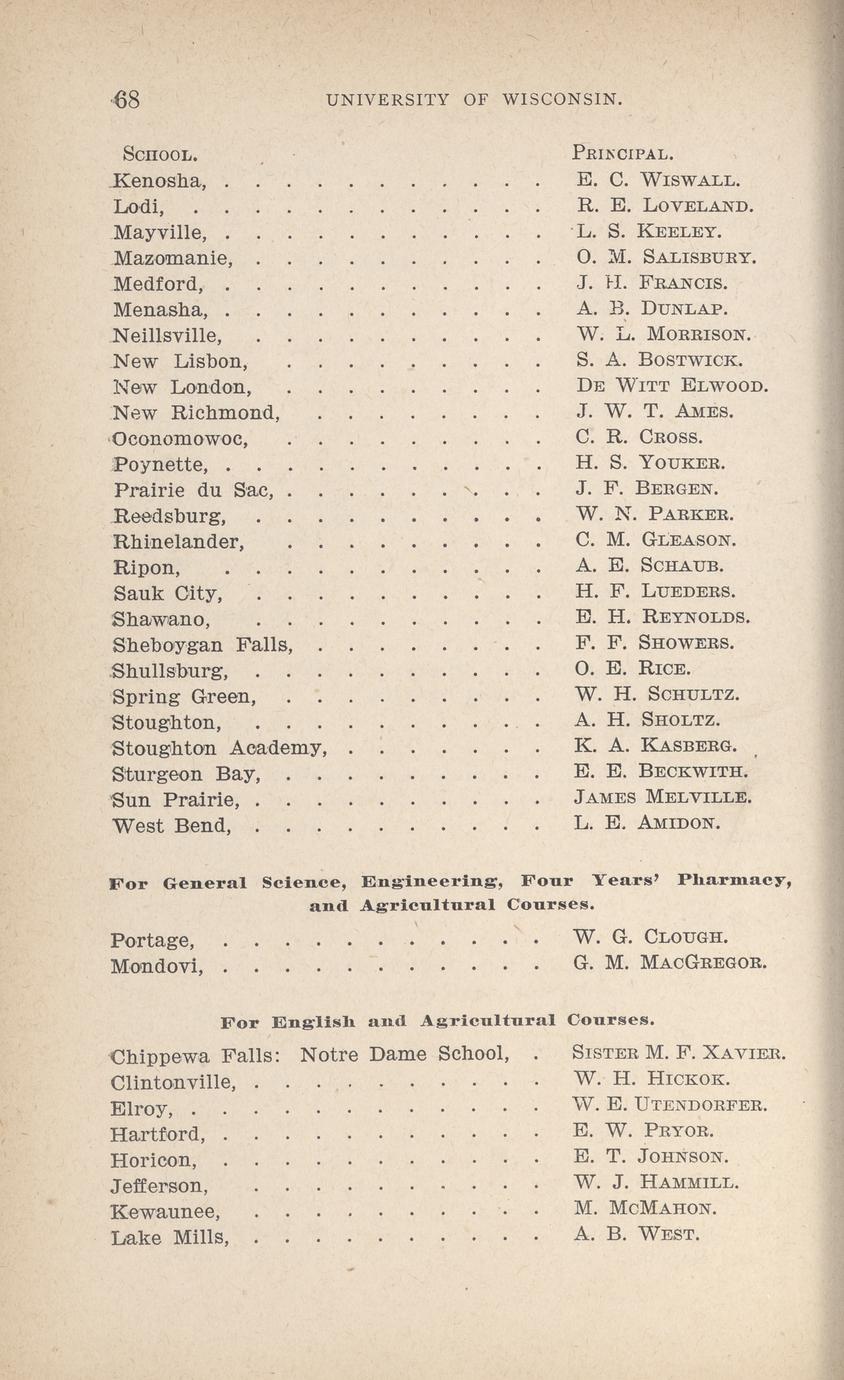 68 UNIVERSITY OF WISCONSIN.
SCHOOL. PRINCIPAL.
Kenosha, . . . . . . . . . . . E. C. WISWALL.
Lodi, . . . . . . . . . . . . R. E. LOVELAND.
Mayville, . . . . . . . . . . . L. S. KEELEY.
Mazomanie, . . . . . . . . . . O. M. SALISBURY.
Medford, . . . . . . . . . . . J. H. FRANCIS.
Menasha, . . . . . . . . . . . A. B. DUNLAP.
Neillsville, . . . . . . . . . . W. L. MORRISON.
New Lisbon, . . . . . . . . . S. A. BOSTWICK.
New London, . . . . . . . . . DE WITT ELWOOD.
New Richmond, . . . . . . . . J. W. T. AMES.
Oconomowoc, . . . . . . . . . C. R. CROSS.
Poynette, . . . . . . . . . . . H. S. YOUKER.
Prairie du Sac, . . . . . . . . . J. F. BERGEN.
Reedsburg, . . . . . . . . . . W. N. PARKER.
Rhinelander, . . . . . . . . . C. M. GLEASON.
Ripon, . . . . . . . . . . . A. E. SCHAUB.
Sauk City, . . . . . . . . . . H. F. LUEDERS.
Shawano, . . . . . . . . . . E. H. REYNOLDS.
Sheboygan Falls, . . . . . . . . F. F. SHOWERS.
Shullsburg, . . . . . . . . . . O. E. RICE.
Spring Green, . . . . . . . . . W. H. SCHULTZ.
Stoughton, . . . . . . . . . . A. H. SHOLTZ.
Stoughton Academy, . . . . . . . K. A. KASBERG.
Sturgeon Bay, . . . . . . . . . E. E. BECKWITH.
Sun Prairie, . . . . . . . . . . JAMES MELVILLE.
West Bend, . . . . . . . . . . L. E. AMIDON.
For General Science, Engineering, Four Years' Pharmacy,
and Agricultural Courses.
Portage, . . . . . . . . . . . W. G. CLOUGH.
Mondovi, . . . . . . . . . . . G. M. MACGREGOR.
For English and Agricultural Courses.
Chippewa Falls: Notre Dame School, . SISTER M. F. XAVIER.
Clintonville, . . . . . . . . . . W. H. HICKOK.
Elroy, . . . . . . . . . . . . W. E. UTENDORFER.
Hartford, . . . . . . . . . . . E. W. PRYOR.
Horicon, . . . . . . . . . . . E. T. JOHNSON.
Jefferson, . . . . . . . . . . W. J. HAMMILL.
Kewaunee, . . . . . . . . . . M. MCMAHON.
Lake Mills, . . . . . . . . . . A. B. WEST.